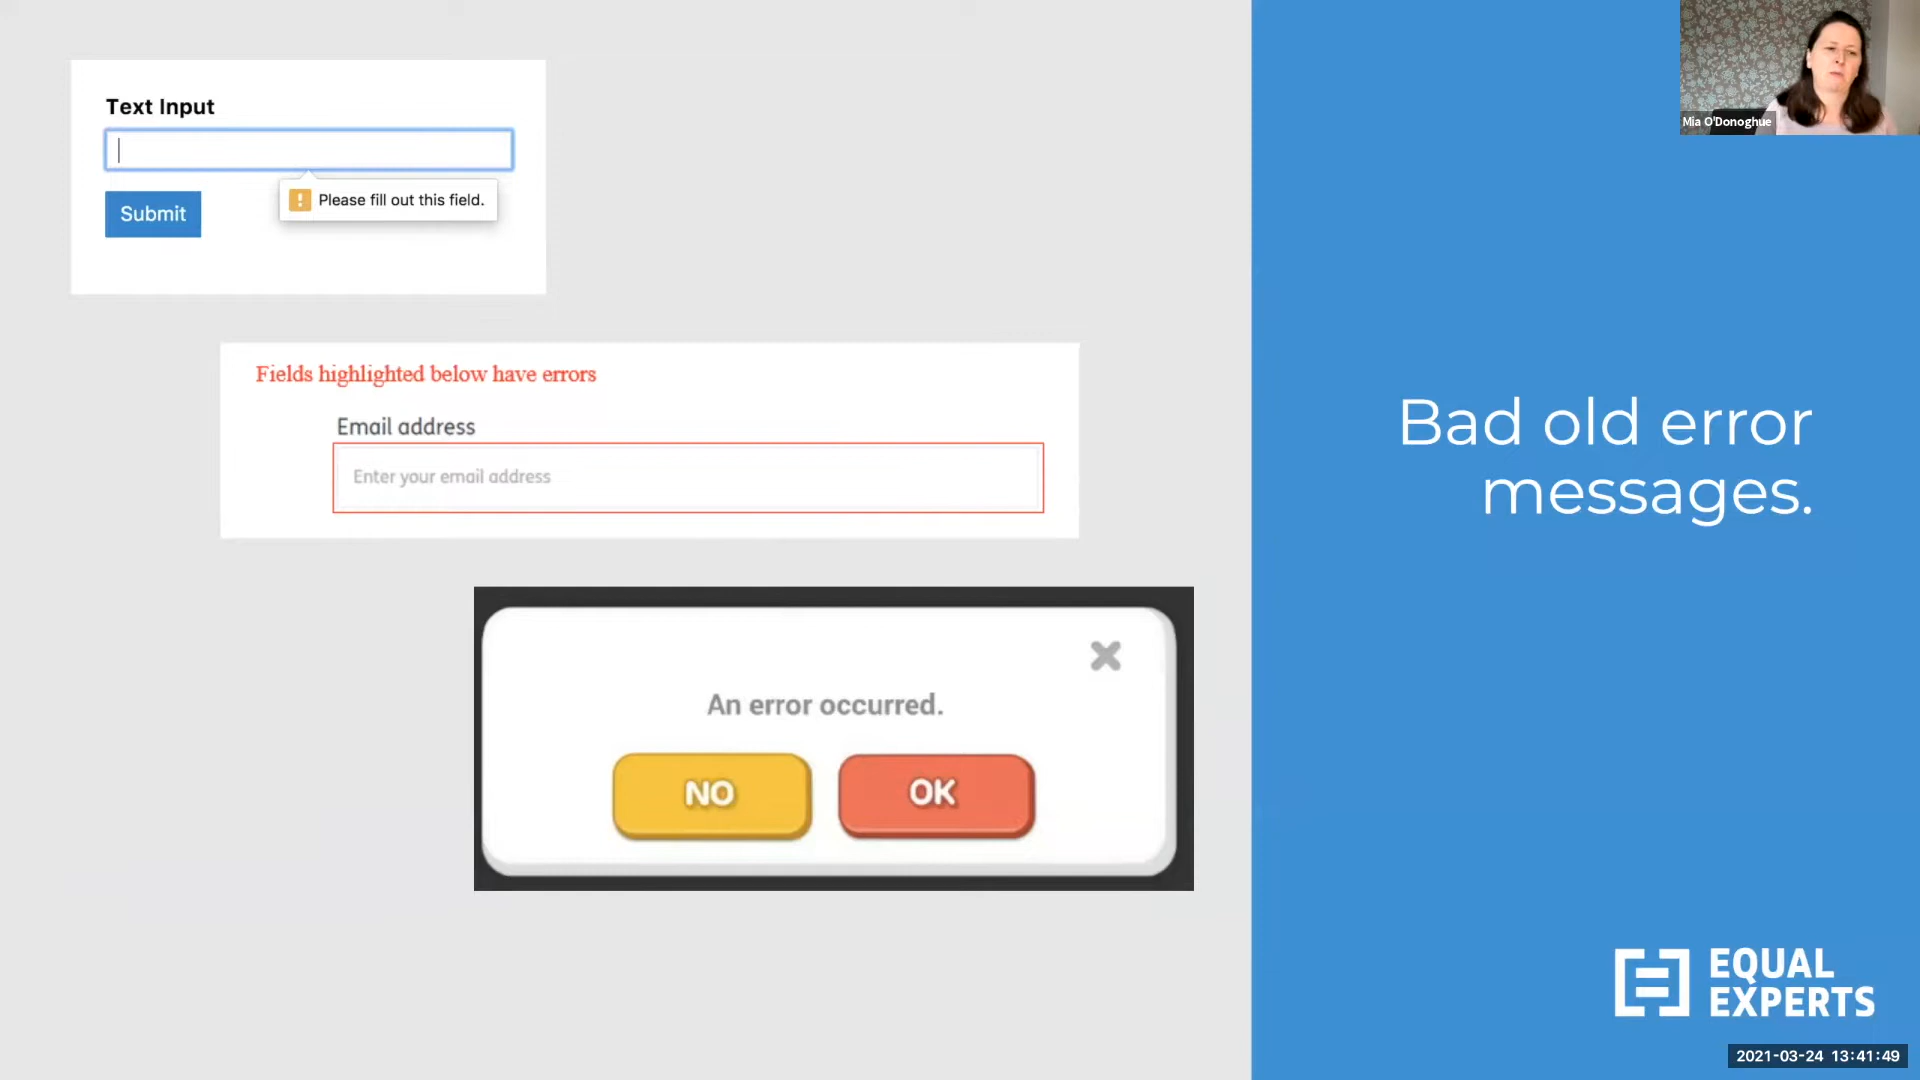 Text Input
Please fill out this field.
Submit
Fields highlighted below have errors
Email address
Enter your email address
An error occurred.
NO
OK
Mia O'Donoghue
Bad old error
messages.
EQUAL
EXPERTS
2021-03-24 13:41:49